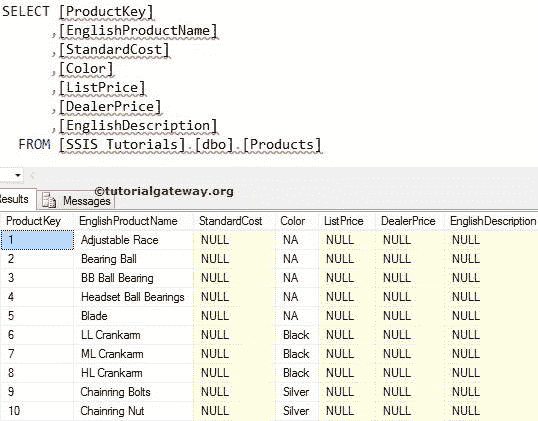 SELECT [ProductKey]
,[EnglishProductName]
,[StandardCost]
,[Color]
,[ListPrice]
,[DealerPrice]
,[EnglishDescription]
FROM [SSIS Tutorials].[dbo].[Products]
©tutorialgateway.org
Results Messages
ProductKey EnglishProductName StandardCost Color ListPrice DealerPrice EnglishDescription
1 Adjustable Race NULL NA NULL NULL NULL
2 Bearing Ball NULL NA NULL NULL NULL
3 BB Ball Bearing NULL NA NULL NULL NULL
4 Headset Ball Bearings NULL NA NULL NULL NULL
5 Blade NULL NA NULL NULL NULL
6 LL Crankarm NULL Black NULL NULL NULL
7 ML Crankarm NULL Black NULL NULL NULL
8 HL Crankarm NULL Black NULL NULL NULL
9 Chainring Bolts NULL Silver NULL NULL NULL
10 Chainring Nut NULL Silver NULL NULL NULL